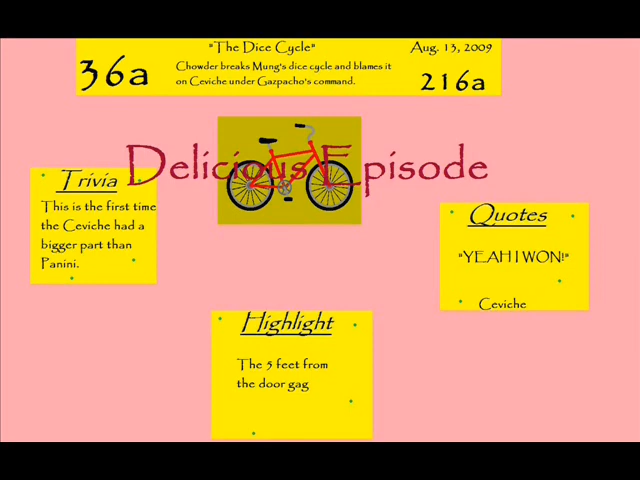 36a
"The Dice Cycle"
Chowder breaks Mung's dice cycle and blames it
on Ceviche under Gazpacho's command.
Aug. 13, 2009
216a
Delicious Episode
Trivia
This is the first time
the Ceviche had a
bigger part than
Panini.
Quotes
"YEAH I WON!"
Ceviche
Highlight
The 5 feet from
the door gag